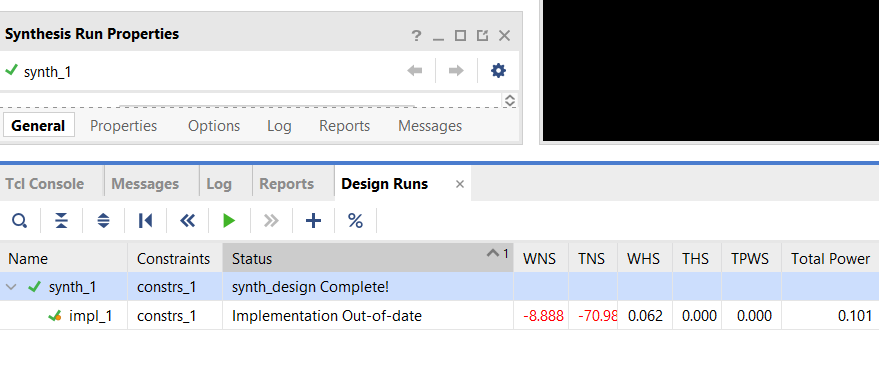 Synthesis Run Properties
synth_1
General Properties Options Log Reports Messages
Tcl Console Messages Log Reports Design Runs
Name Constraints Status 1 WNS TNS WHS THS TPWS Total Power
synth_1 constrs_1 synth_design Complete!
impl_1 constrs_1 Implementation Out-of-date -8.888 -70.98 0.062 0.000 0.000 0.101